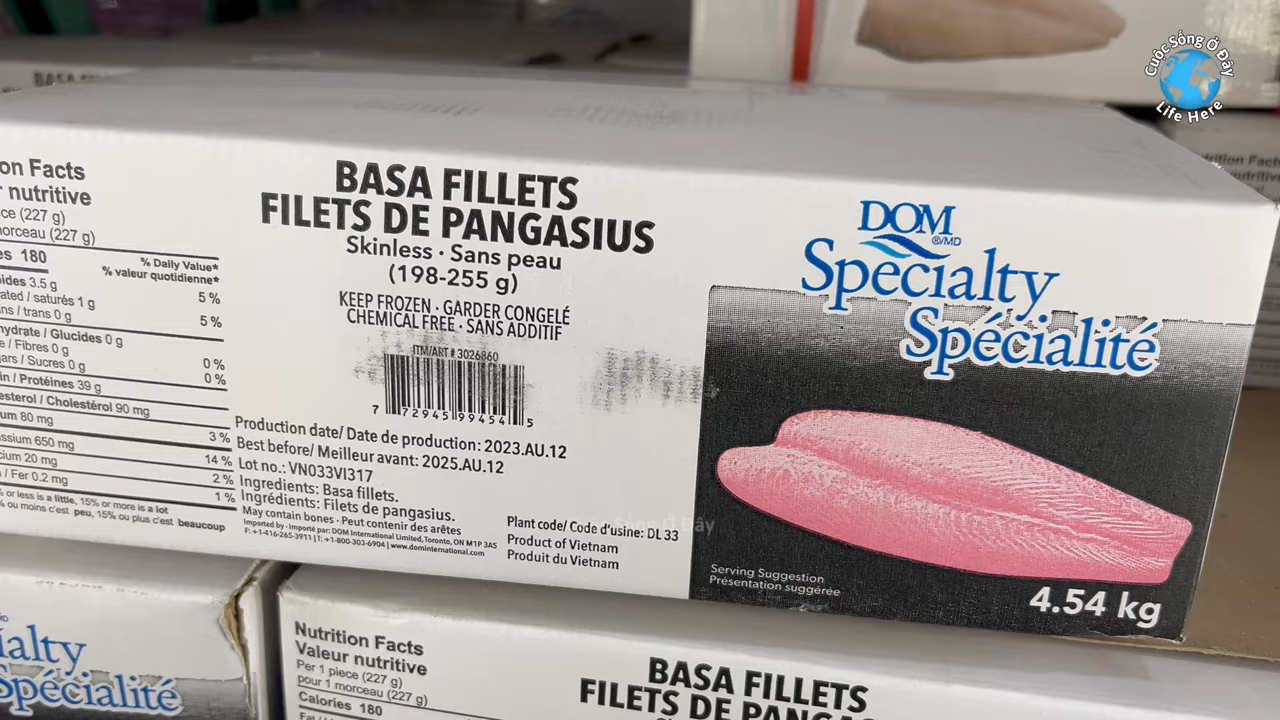 Cuộc Sống Ở Đây
Life Here
BASA
on Facts
r nutritive
ce (227 g)
morceau (227 g)
es 180
% Daily Value*
% valeur quotidienne*
ides 3.5 g
5 %
ated / saturés 1 g
ns / trans 0 g
5 %
hydrate / Glucides 0 g
e / Fibres 0 g
0 %
ars / Sucres 0 g
0 %
in / Protéines 39 g
esterol / Cholestérol 90 mg
um 80 mg
3 %
ssium 650 mg
14 %
cium 20 mg
2 %
/ Fer 0.2 mg
1 %
or less is a little, 15% or more is a lot
% ou moins c'est peu, 15% ou plus c'est beaucoup
BASA FILLETS
FILETS DE PANGASIUS
Skinless · Sans peau
(198-255 g)
KEEP FROZEN · GARDER CONGELÉ
CHEMICAL FREE · SANS ADDITIF
ITM/ART # 3026860
7 72945 99454 5
Production date/ Date de production: 2023.AU.12
Best before/ Meilleur avant: 2025.AU.12
Lot no.: VN033VI317
Ingredients: Basa fillets.
Ingrédients: Filets de pangasius.
May contain bones - Peut contenir des arêtes
Imported by - Importé par: DOM International Limited, Toronto, ON M1P 3A5
F: +1-416-265-3911 | T: +1-800-303-6904 | www.dominternational.com
Plant code/ Code d'usine: DL 33
Product of Vietnam
Produit du Vietnam
DOM
®/MD
Specialty
Spécialité
Serving Suggestion
Présentation suggérée
4.54 kg
ialty
Spécialité
Nutrition Facts
Valeur nutritive
Per 1 piece (227 g)
pour 1 morceau (227 g)
Calories 180
BASA FILLETS
FILETS DE PANGAS